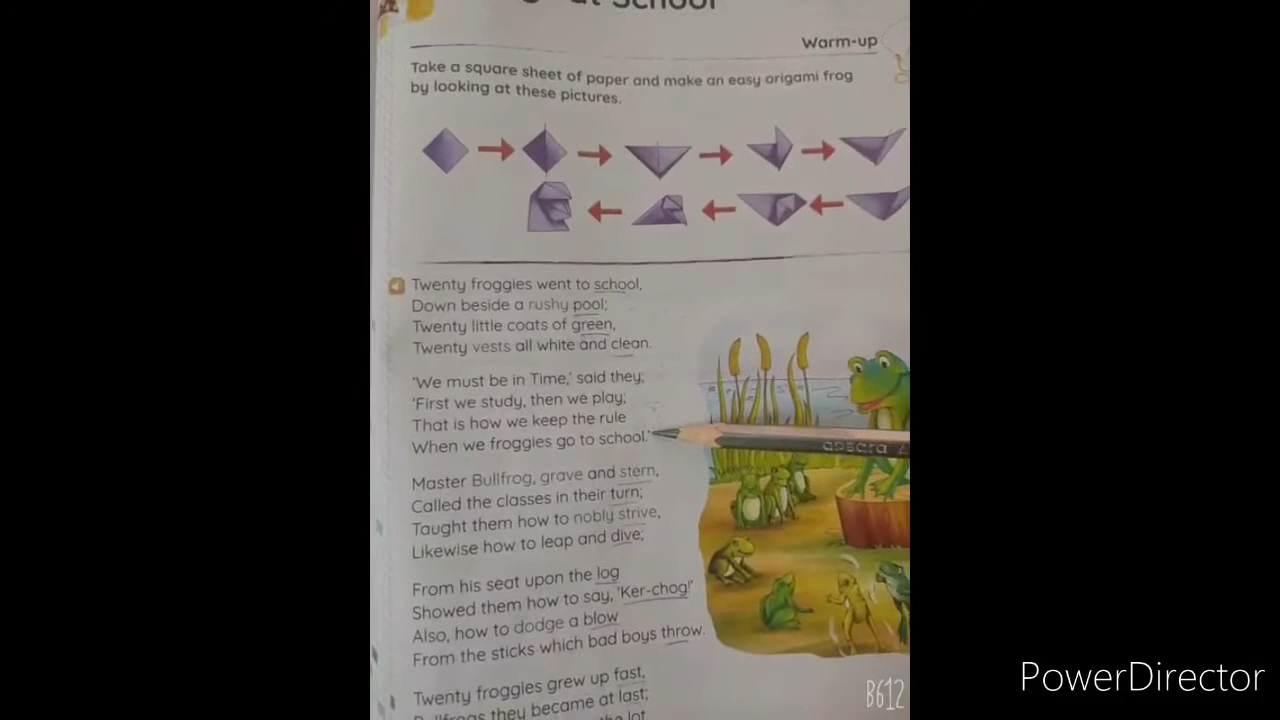 at School
Warm-up
Take a square sheet of paper and make an easy origami frog
by looking at these pictures.
Twenty froggies went to school,
Down beside a rushy pool;
Twenty little coats of green,
Twenty vests all white and clean.
'We must be in Time,' said they;
'First we study, then we play;
That is how we keep the rule
When we froggies go to school.'
Master Bullfrog, grave and stern,
Called the classes in their turn;
Taught them how to nobly strive,
Likewise how to leap and dive;
From his seat upon the log
Showed them how to say, 'Ker-chog!'
Also, how to dodge a blow
From the sticks which bad boys throw.
Twenty froggies grew up fast,
Bullfrogs they became at last;
the lot
apsara
B612
PowerDirector